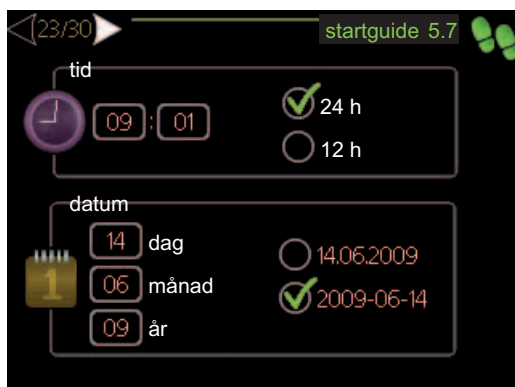 23/30
startguide 5.7
tid
09 : 01
24 h
12 h
datum
14 dag
06 månad
09 år
14.06.2009
2009-06-14
1